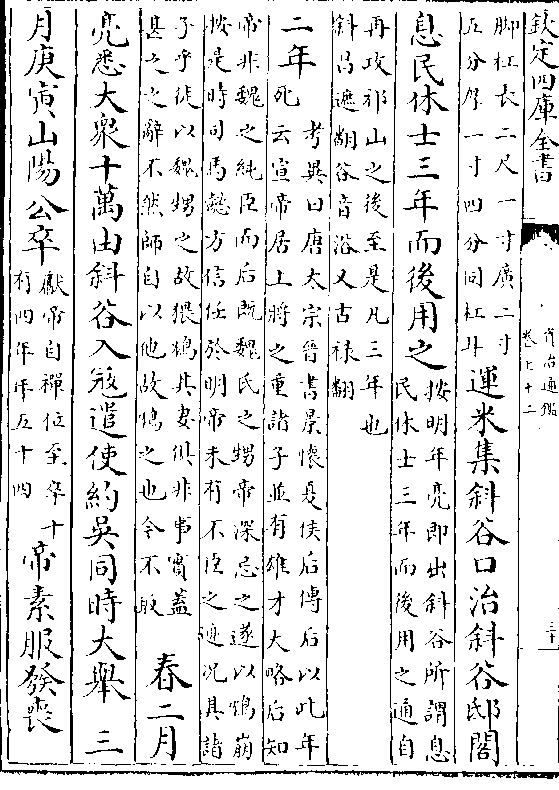 欽定四庫全書
資治通鑑
卷七十二
三十
脚杠長二尺一寸廣二寸
五分厚一寸四分同杠斗
運米集斜谷口治斜谷邸閣
息民休士三年而後用之
按明年亮即出斜谷所謂息
民休士三年而後用之通自
再攻祁山之後至是凡三年也
斜昌遮翻谷音浴又古禄翻
二年
考異曰唐太宗晉書景懷夏侯后傳后以此年
死云宣帝居上將之重諸子並有雄才大略后知
帝非魏之純臣而后既魏氏之甥帝深忌之遂以鴆崩
按是時司馬懿方信任於明帝未有不臣之迹况其諸
子乎徒以魏甥之故猥鴆其妻俱非事實蓋
甚之之辭不然師自以他故鴆之也今不取
春二月
亮悉大衆十萬由斜谷入寇遣使約吳同時大舉 三
月庚寅山陽公卒
獻帝自禪位至卒十
有四年年五十四
帝素服發喪